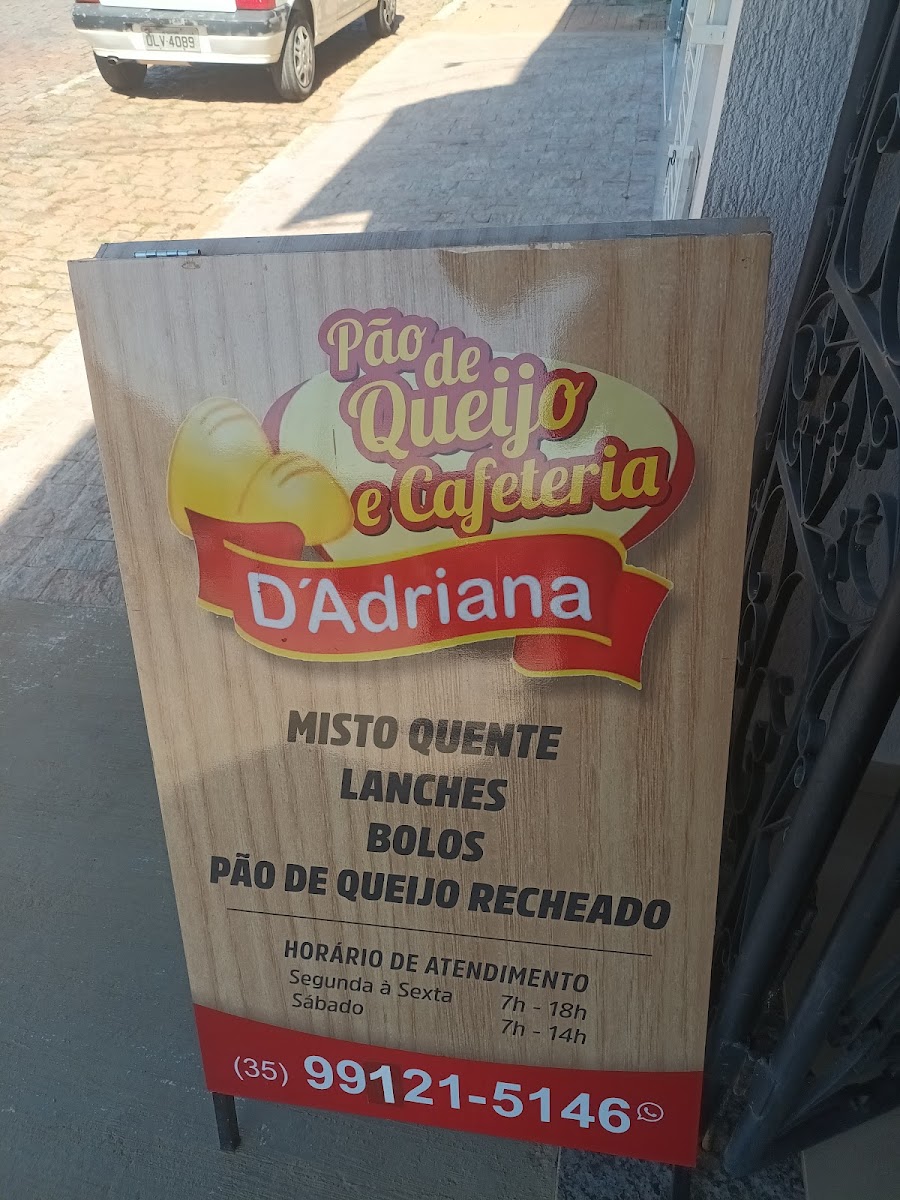 DLV-4089
Pão de
Queijo
e Cafeteria
D'Adriana
MISTO QUENTE
LANCHES
BOLOS
PÃO DE QUEIJO RECHEADO
HORÁRIO DE ATENDIMENTO
Segunda à Sexta 7h - 18h
Sábado 7h - 14h
(35) 99121-5146